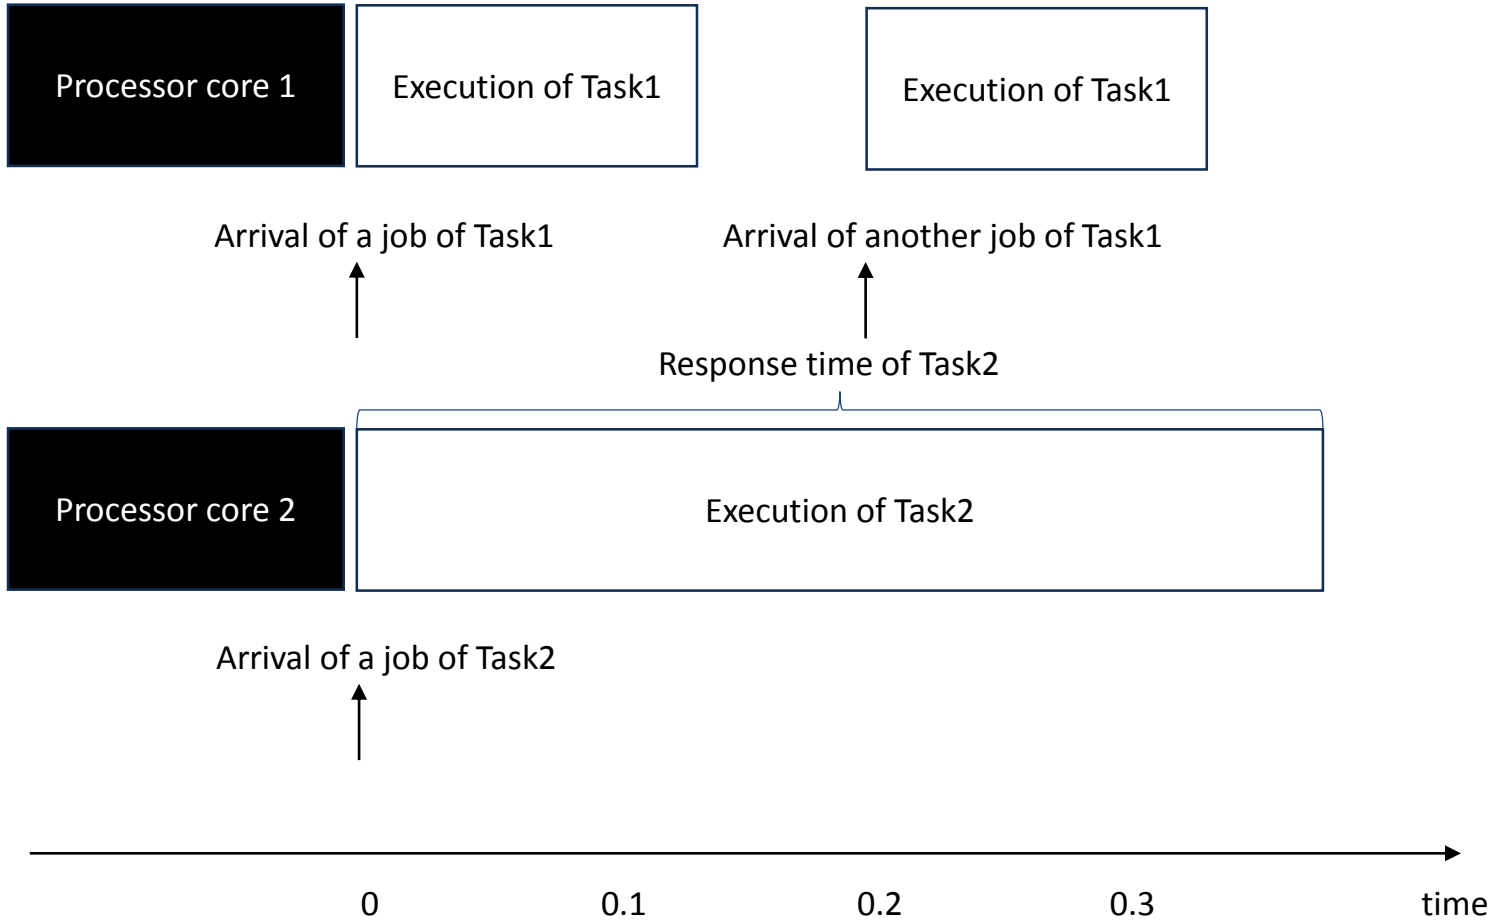 Processor core 1
Execution of Task1
Execution of Task1
Arrival of a job of Task1
Arrival of another job of Task1
Response time of Task2
Processor core 2
Execution of Task2
Arrival of a job of Task2
0
0.1
0.2
0.3
time